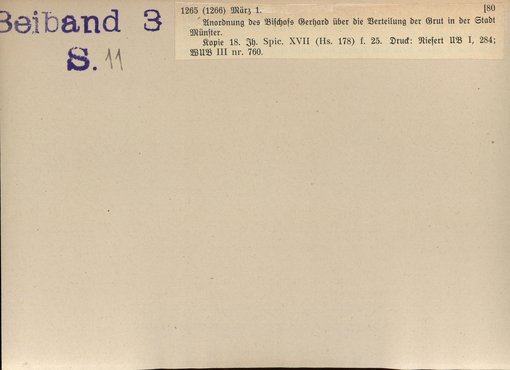 Beiband 3
S. 11
1265 (1266) März 1. [80
Anordnung des Bischofs Gerhard über die Verteilung der Grut in der Stadt
Münster.
Kopie 18. Jh. Spic. XVII (Hs. 178) f. 25. Druck: Niesert UB I, 284;
WUB III nr. 760.